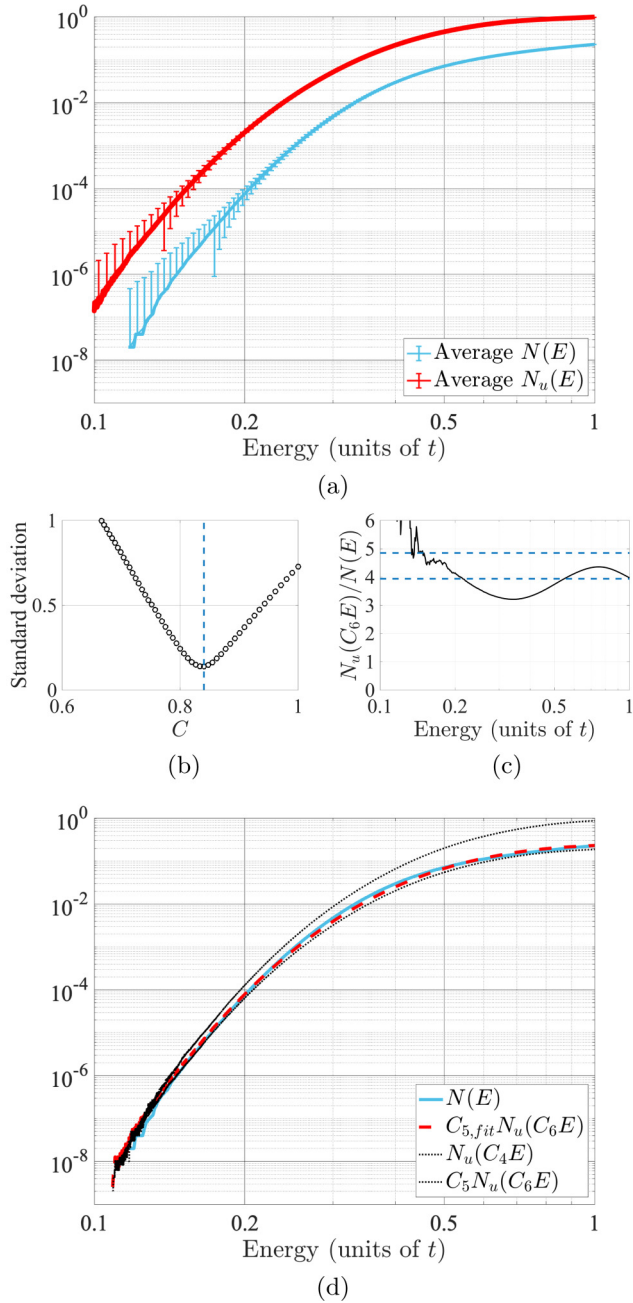 10^0
10^-2
10^-4
10^-6
10^-8
Average N(E)
Average N_u(E)
0.1 0.2 0.5 1
Energy (units of t)
(a)
Standard deviation
1
0.5
0
0.6 0.8 1
C
(b)
N_u(C_6E)/N(E)
6
5
4
3
2
1
0
0.1 0.2 0.5 1
Energy (units of t)
(c)
10^0
10^-2
10^-4
10^-6
10^-8
N(E)
C_{5,fit}N_u(C_6E)
N_u(C_4E)
C_5N_u(C_6E)
0.1 0.2 0.5 1
Energy (units of t)
(d)